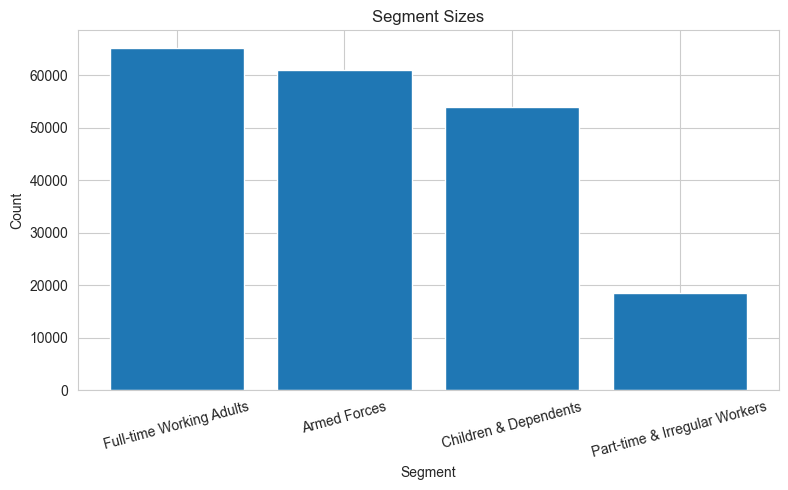 Segment Sizes
Count
60000
50000
40000
30000
20000
10000
0
Full-time Working Adults
Armed Forces
Children & Dependents
Part-time & Irregular Workers
Segment